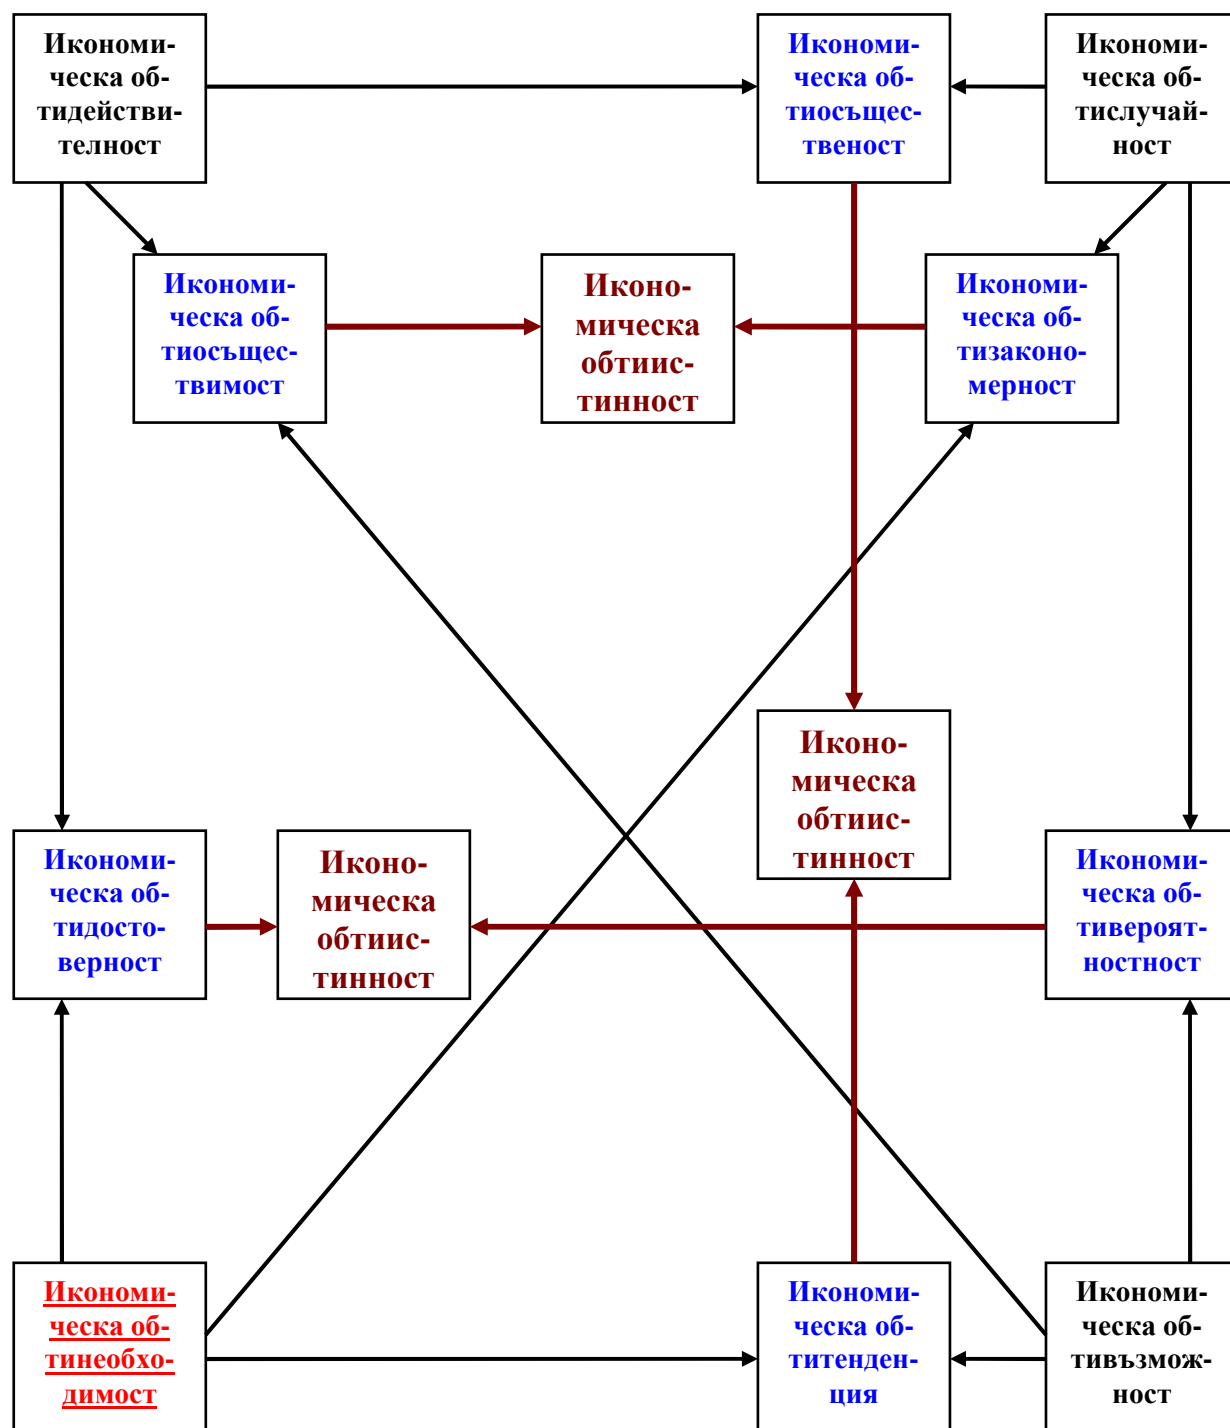 Икономи-
ческа об-
тидействи-
телност
Икономи-
ческа об-
тиосъщес-
твеност
Икономи-
ческа об-
тислучай-
ност
Икономи-
ческа об-
тиосъщес-
твимост
Иконо-
мическа
обтиис-
тинност
Икономи-
ческа об-
тизаконо-
мерност
Иконо-
мическа
обтиис-
тинност
Икономи-
ческа об-
тидосто-
верност
Иконо-
мическа
обтиис-
тинност
Икономи-
ческа об-
тивероят-
ностност
Икономи-
ческа об-
тинеобхо-
димост
Икономи-
ческа об-
титенден-
ция
Икономи-
ческа об-
тивъзмож-
ност